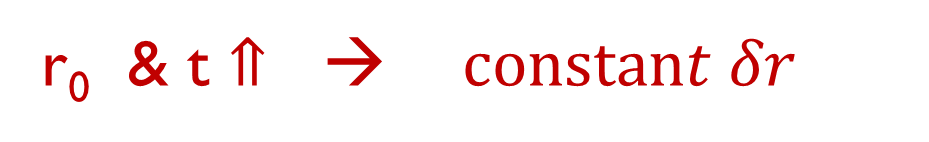 r₀ & t ⇑ → constant δr